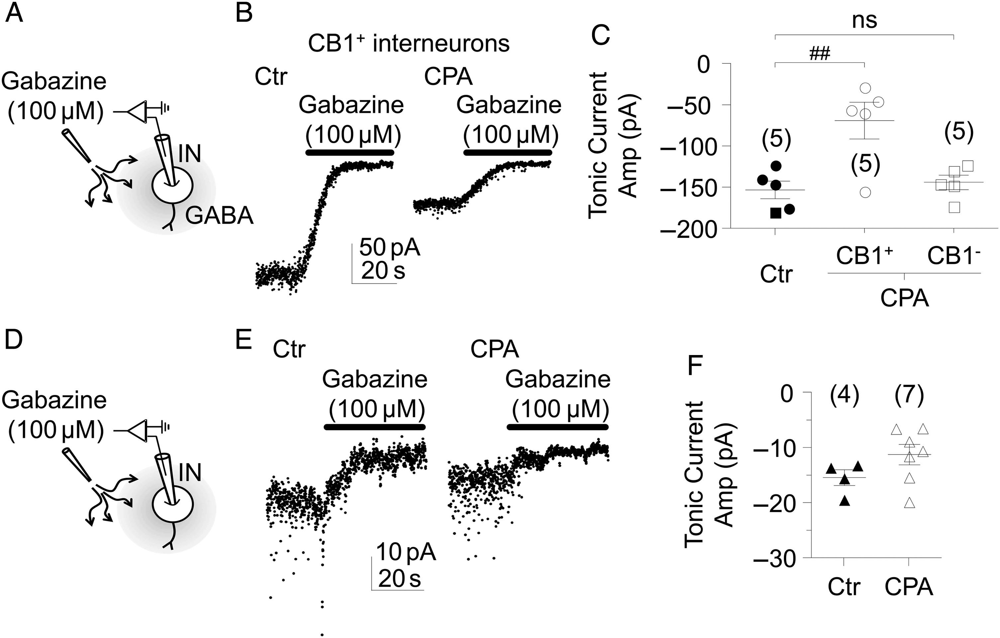 A
Gabazine
(100 µM)
IN
GABA
B
CB1+ interneurons
Ctr
CPA
Gabazine
(100 µM)
Gabazine
(100 µM)
50 pA
20 s
C
ns
##
Tonic Current
Amp (pA)
0
–50
–100
–150
–200
(5)
(5)
(5)
Ctr
CB1+
CB1-
CPA
D
Gabazine
(100 µM)
IN
E
Ctr
CPA
Gabazine
(100 µM)
Gabazine
(100 µM)
10 pA
20 s
F
Tonic Current
Amp (pA)
0
–10
–20
–30
(4)
(7)
Ctr
CPA